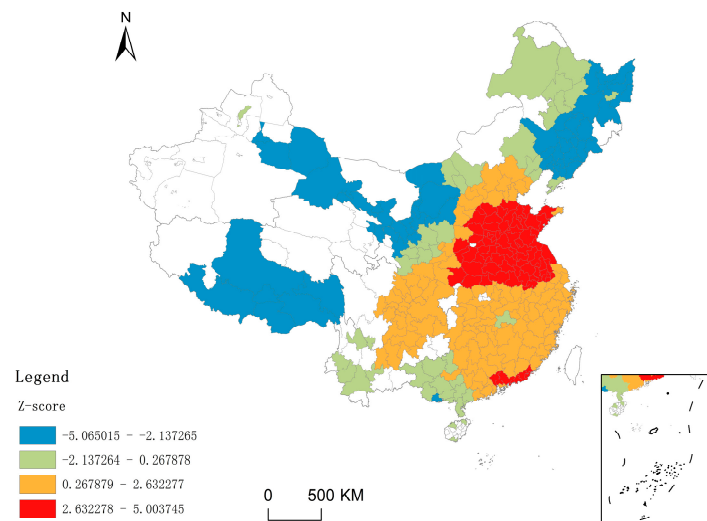 N
Legend
Z-score
-5.065015 - -2.137265
-2.137264 - 0.267878
0.267879 - 2.632277
2.632278 - 5.003745
0 500 KM